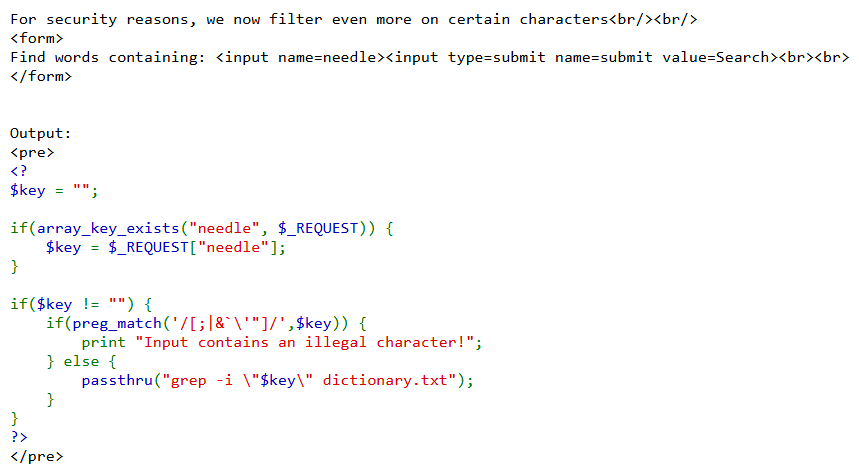 For security reasons, we now filter even more on certain characters<br/><br/>
<form>
Find words containing: <input name=needle><input type=submit name=submit value=Search><br><br>
</form>
Output:
<pre>
<?
$key = "";
if(array_key_exists("needle", $_REQUEST)) {
    $key = $_REQUEST["needle"];
}
if($key != "") {
    if(preg_match('/[;|&`\'"]/',$key)) {
        print "Input contains an illegal character!";
    } else {
        passthru("grep -i \"$key\" dictionary.txt");
    }
}
?>
</pre>